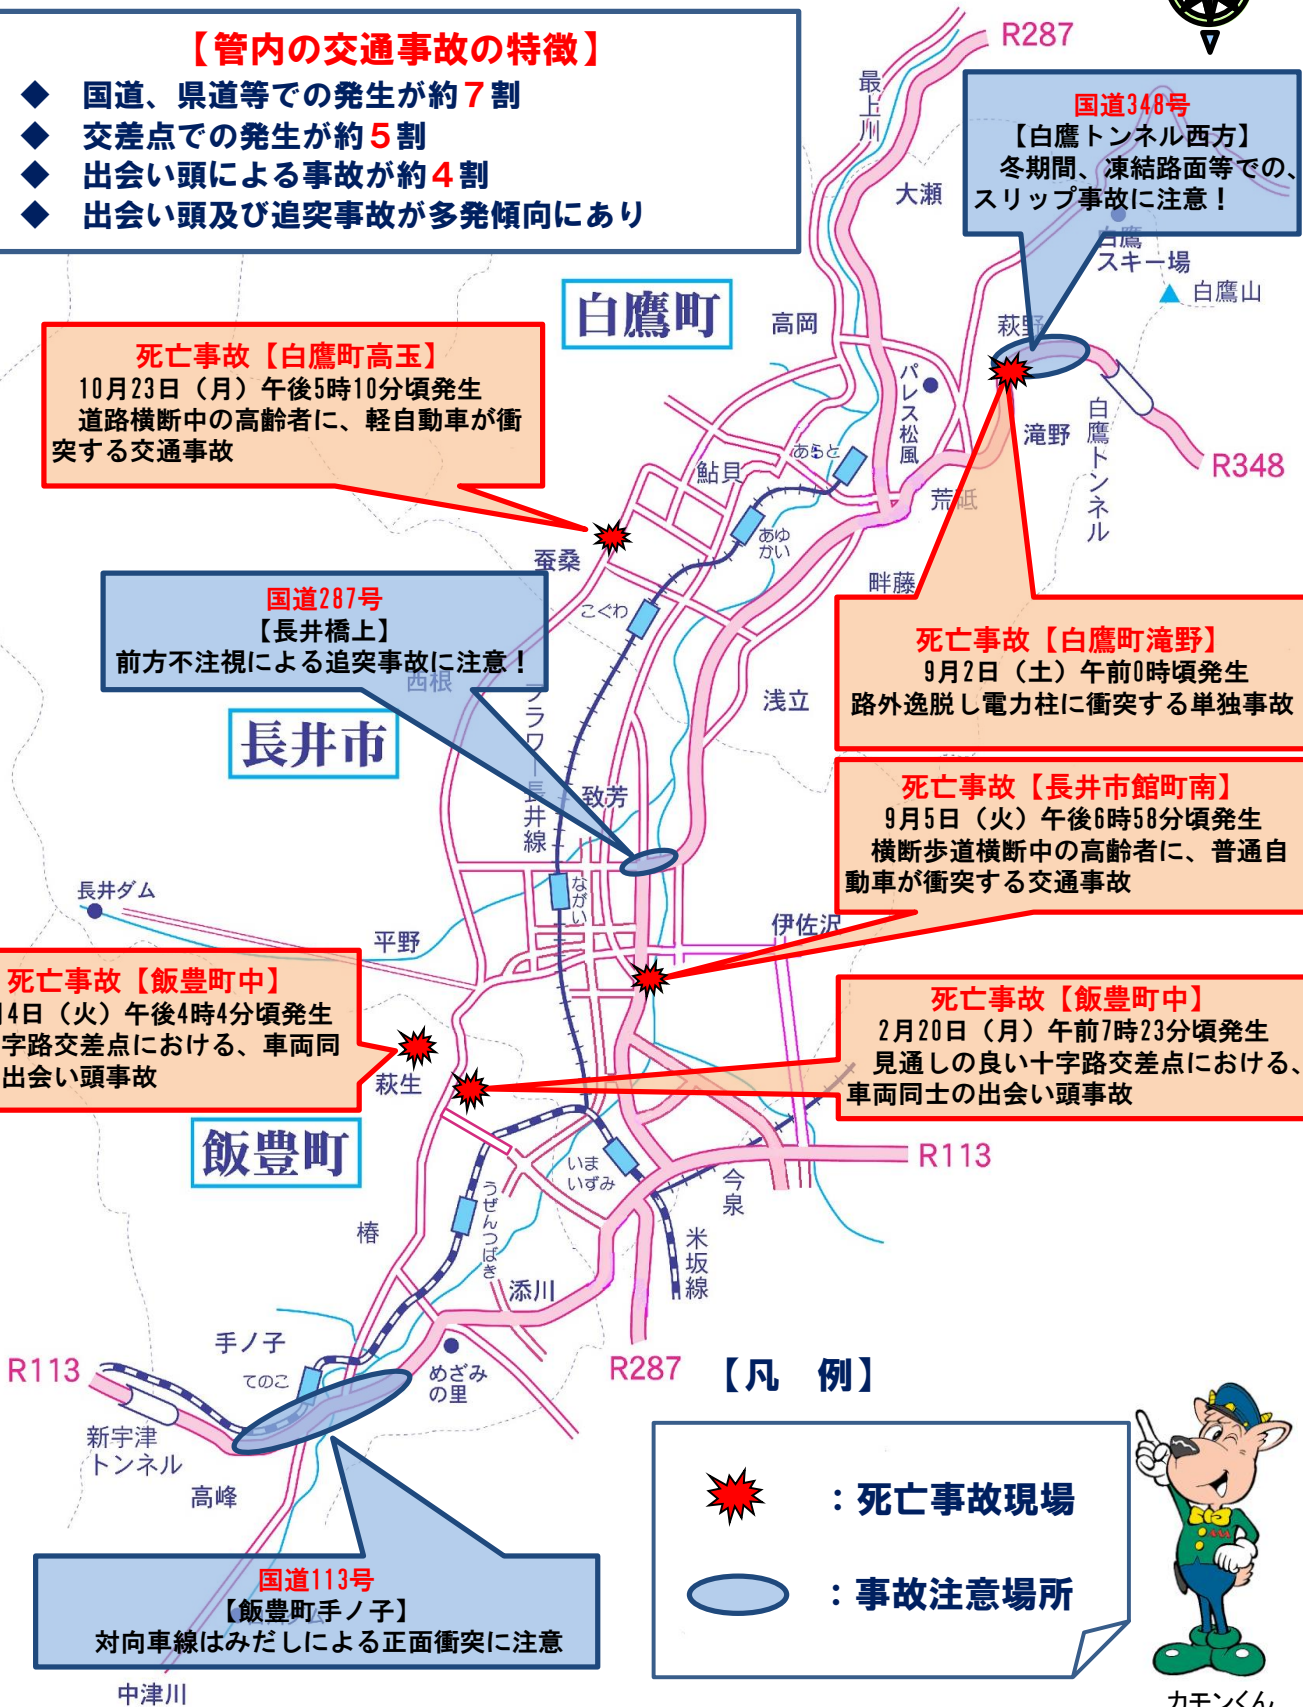 【管内の交通事故の特徴】
◆ 国道、県道等での発生が約７割
◆ 交差点での発生が約５割
◆ 出会い頭による事故が約４割
◆ 出会い頭及び追突事故が多発傾向にあり
R287
最上川
大瀬
国道348号
【白鷹トンネル西方】
冬期間、凍結路面等での、
スリップ事故に注意！
白鷹
スキー場
白鷹山
白鷹町
高岡
萩野
死亡事故【白鷹町高玉】
10月23日（月）午後5時10分頃発生
道路横断中の高齢者に、軽自動車が衝
突する交通事故
パレス松風
滝野
白鷹トンネル
R348
あらと
鮎貝
荒砥
あゆ
かい
蚕桑
畔藤
国道287号
【長井橋上】
前方不注視による追突事故に注意！
こぐわ
西根
フラワー長井線
浅立
死亡事故【白鷹町滝野】
9月2日（土）午前0時頃発生
路外逸脱し電力柱に衝突する単独事故
長井市
致芳
死亡事故【長井市館町南】
9月5日（火）午後6時58分頃発生
横断歩道横断中の高齢者に、普通自
動車が衝突する交通事故
長井ダム
ながい
平野
伊佐沢
死亡事故【飯豊町中】
4日（火）午後4時4分頃発生
字路交差点における、車両同
出会い頭事故
萩生
死亡事故【飯豊町中】
2月20日（月）午前7時23分頃発生
見通しの良い十字路交差点における、
車両同士の出会い頭事故
飯豊町
R113
いま
いずみ
今泉
うぜんつばき
椿
米坂線
添川
手ノ子
てのこ
R113
めざみ
の里
R287
新宇津
トンネル
高峰
国道113号
【飯豊町手ノ子】
対向車線はみだしによる正面衝突に注意
中津川
【凡 例】
：死亡事故現場
：事故注意場所
カモンくん